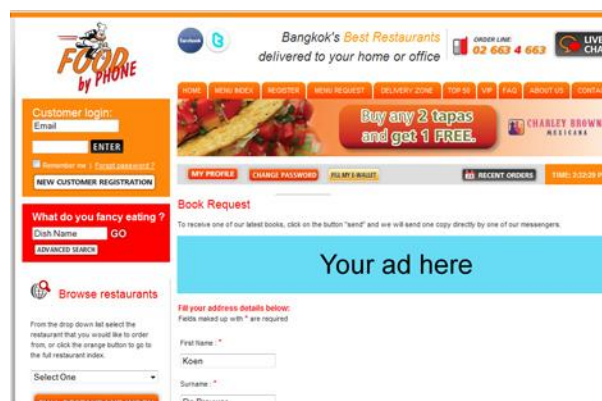 FOOD
by PHONE
facebook
Bangkok's Best Restaurants
delivered to your home or office
ORDER LINE:
02 663 4 663
LIVE
CHA
HOME
MENU INDEX
REGISTER
MENU REQUEST
DELIVERY ZONE
TOP 50
VIP
FAQ
ABOUT US
CONTA
Customer login:
Email
ENTER
Remember me | Forgot password ?
NEW CUSTOMER REGISTRATION
Buy any 2 tapas
and get 1 FREE.
CHARLEY BROWN
MEXICANA
MY PROFILE
CHANGE PASSWORD
FILL MY E-WALLET
RECENT ORDERS
TIME: 3:32:29 P
What do you fancy eating ?
Dish Name
GO
ADVANCED SEARCH
Book Request
To receive one of our latest books, click on the button "send" and we will send one copy directly by one of our messengers.
Your ad here
Browse restaurants
From the drop down list select the
restaurant that you would like to order
from, or click the orange button to go to
the full restaurant index.
Select One
Fill your address details below:
Fields maked up with * are required
First Name : *
Koen
Surname : *